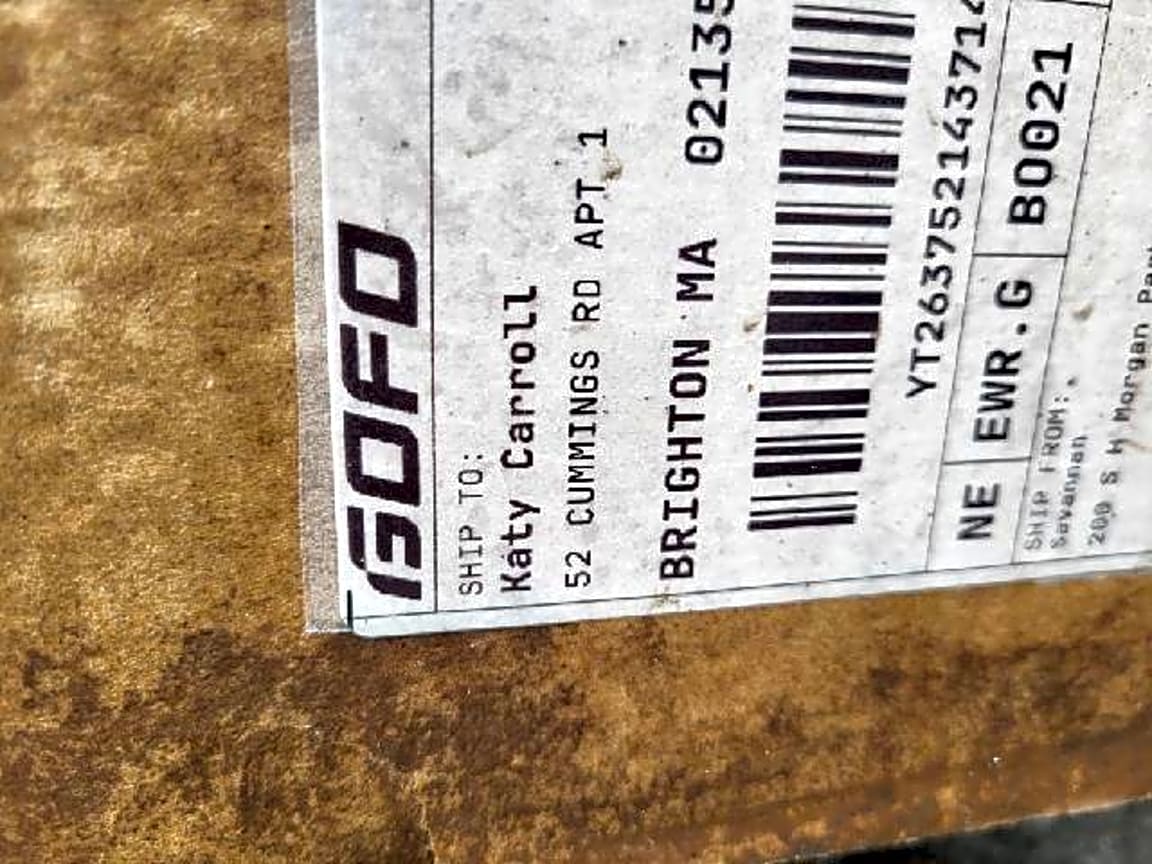 GOFO
SHIP TO:
Katy Carroll
52 CUMMINGS RD APT 1
BRIGHTON MA 02135
YT263752143714
NE EWR.G B0021
SHIP FROM:
Savannah
200 S H Morgan